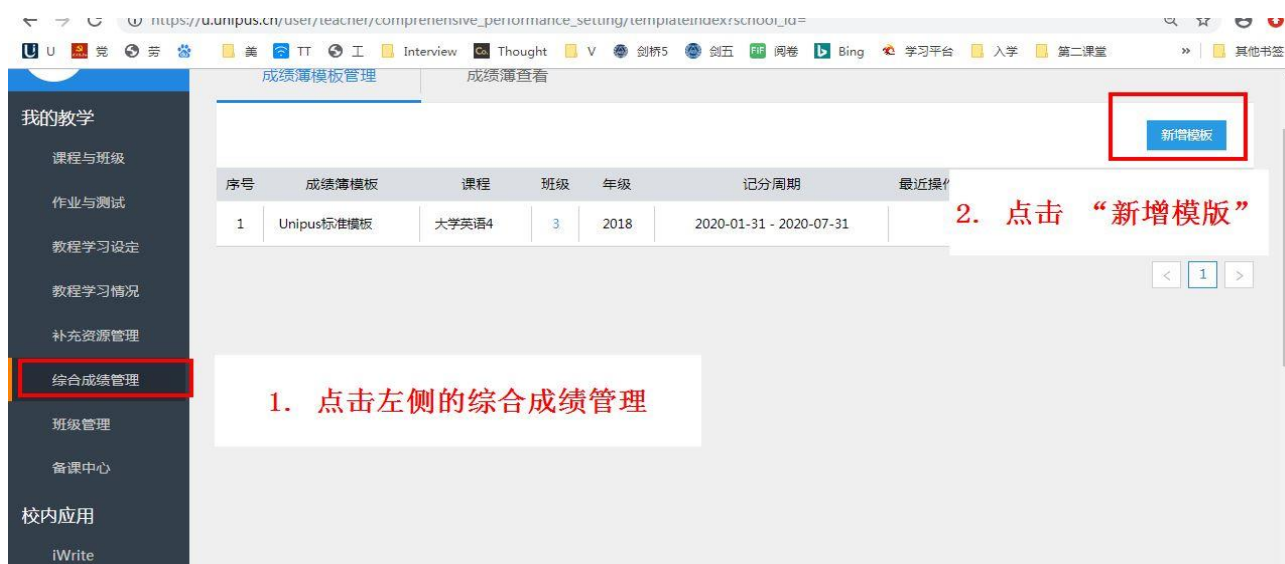 https://u.unipus.cn/user/teacher/comprehensive_performance_setting/templateIndex?school_id=
U 党 劳 美 TT 工 Interview Co. Thought V 剑桥5 剑五 FIF 阅卷 Bing 学习平台 入学 第二课堂 » 其他书签
成绩簿模板管理 成绩簿查看
我的教学
新增模板
课程与班级
序号 成绩簿模板 课程 班级 年级 记分周期 最近操作
作业与测试
1 Unipus标准模板 大学英语4 3 2018 2020-01-31 - 2020-07-31
2. 点击 “新增模版”
教程学习设定
< 1 >
教程学习情况
补充资源管理
综合成绩管理
1. 点击左侧的综合成绩管理
班级管理
备课中心
校内应用
iWrite